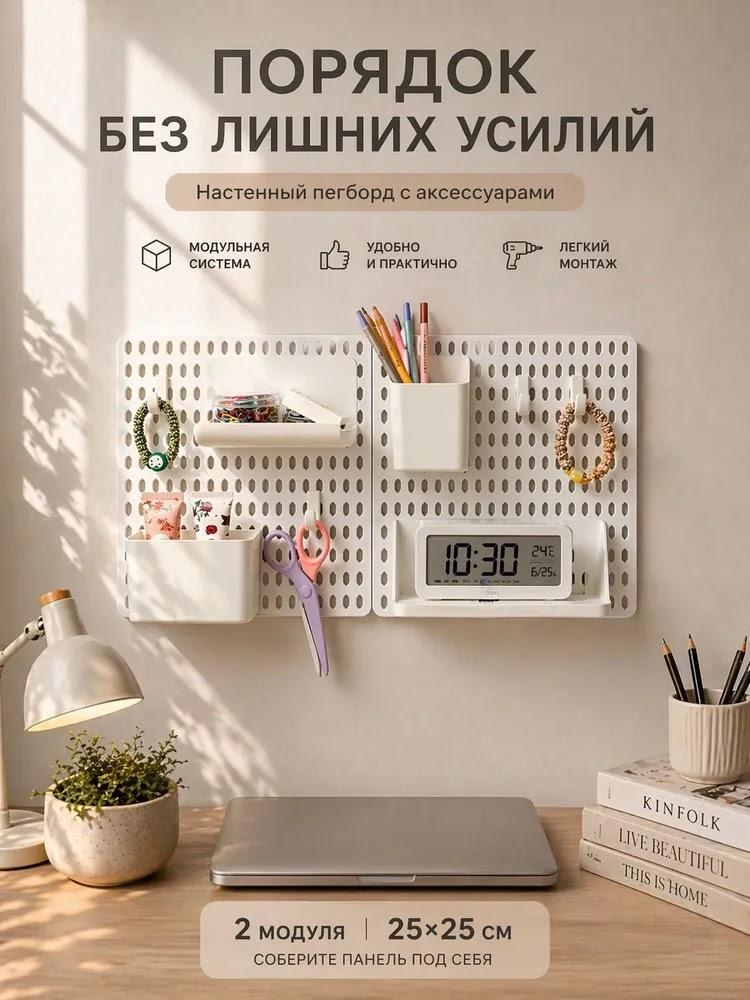 ПОРЯДОК
БЕЗ ЛИШНИХ УСИЛИЙ
Настенный пегборд с аксессуарами
МОДУЛЬНАЯ
СИСТЕМА
УДОБНО
И ПРАКТИЧНО
ЛЕГКИЙ
МОНТАЖ
10:30
24°C
6/25
KINFOLK
LIVE BEAUTIFUL
THIS IS HOME
2 МОДУЛЯ | 25×25 СМ
СОБЕРИТЕ ПАНЕЛЬ ПОД СЕБЯ